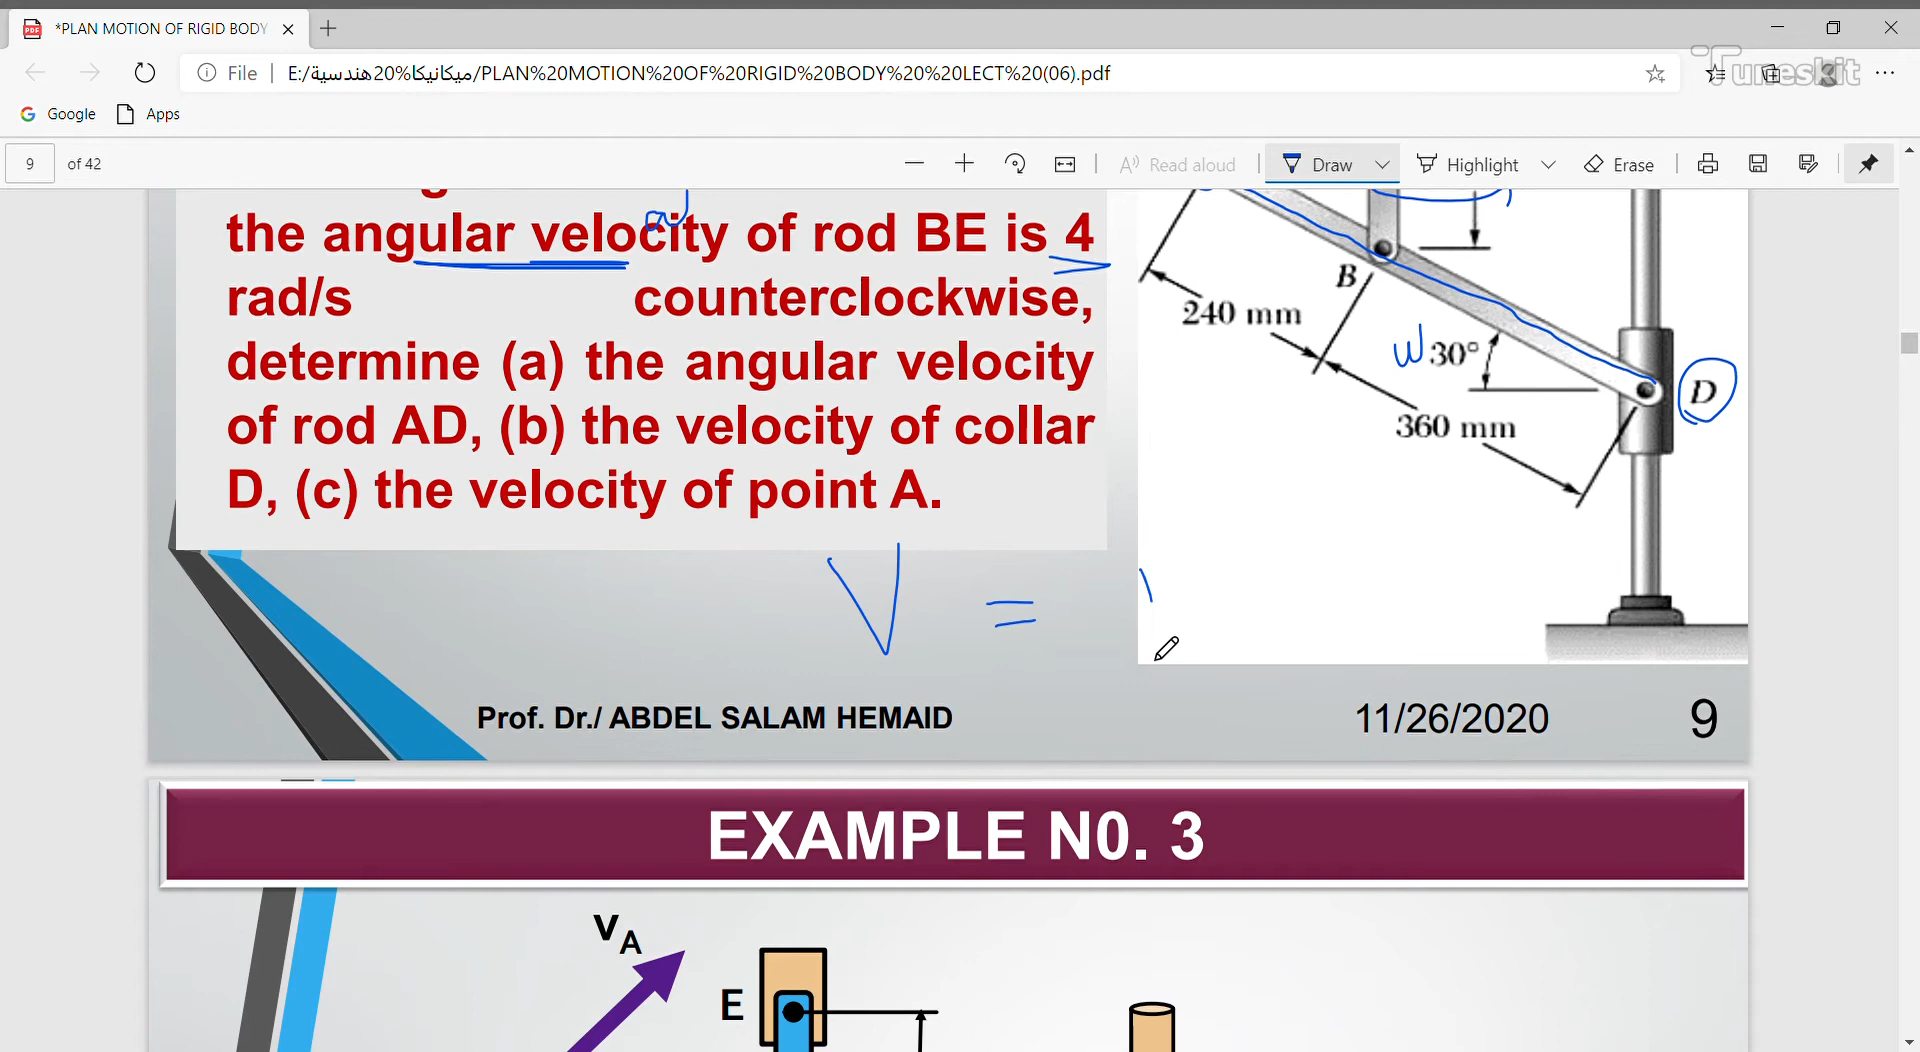 *PLAN MOTION OF RIGID BODY
Tuneskit
File
E:/ميكانيكا%20هندسية/PLAN%20MOTION%20OF%20RIGID%20BODY%20%20LECT%20(06).pdf
Google
Apps
9 of 42
Read aloud
Draw
Highlight
Erase
the angular velocity of rod BE is 4
rad/s counterclockwise,
determine (a) the angular velocity
of rod AD, (b) the velocity of collar
D, (c) the velocity of point A.
B
240 mm
W 30°
D
360 mm
V =
Prof. Dr./ ABDEL SALAM HEMAID
11/26/2020
9
EXAMPLE N0. 3
vA
E